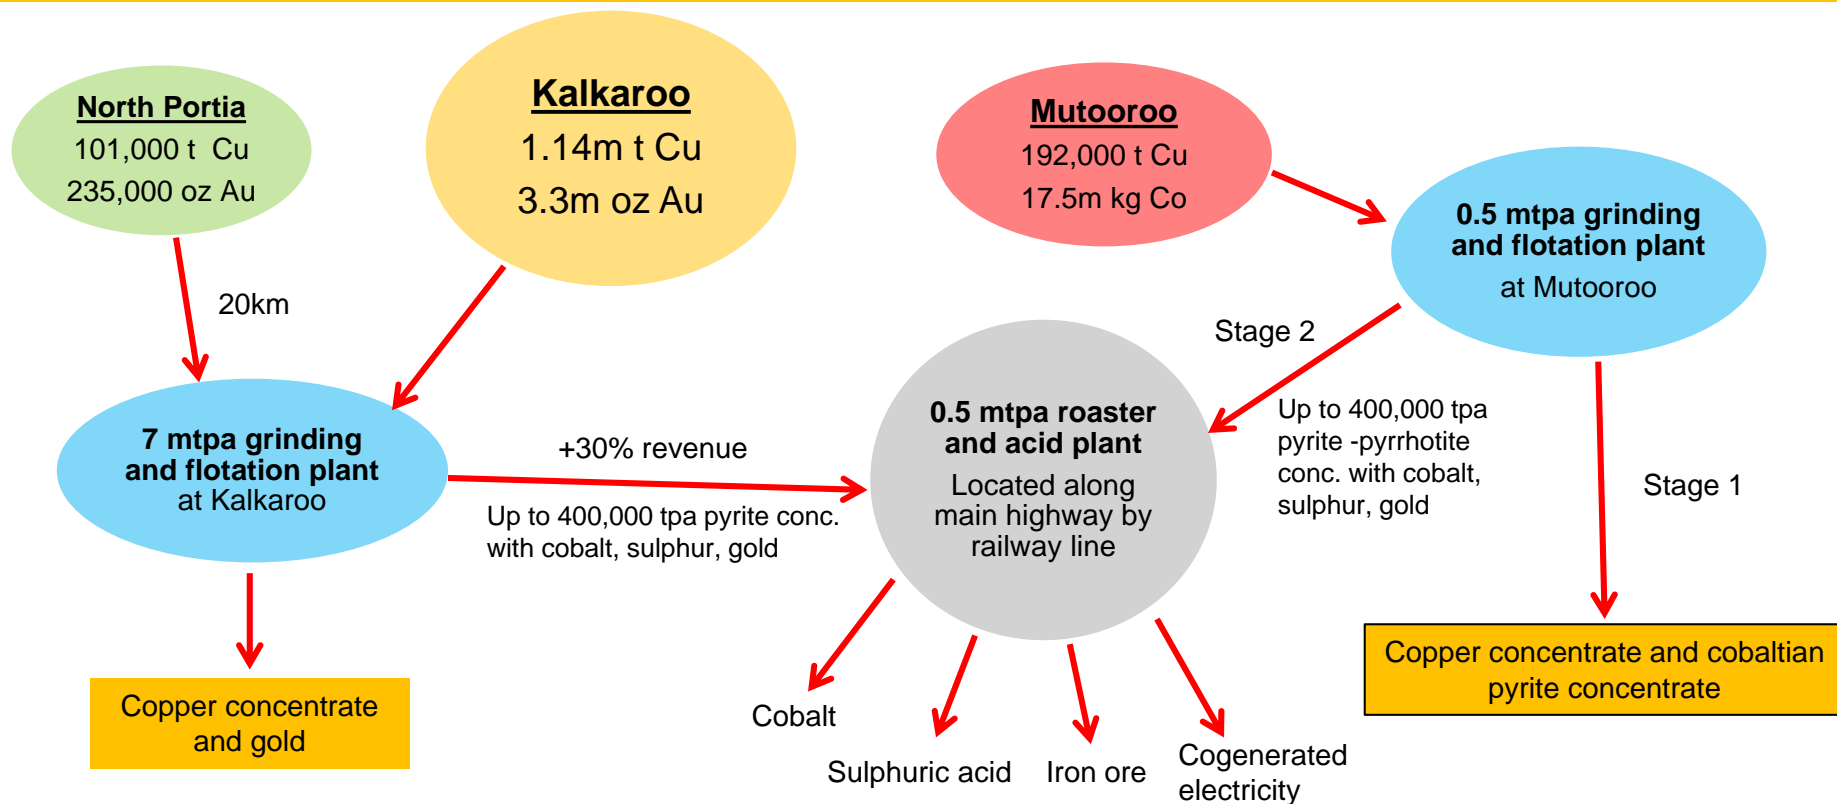 North Portia
101,000 t Cu
235,000 oz Au
Kalkaroo
1.14m t Cu
3.3m oz Au
Mutooroo
192,000 t Cu
17.5m kg Co
0.5 mtpa grinding
and flotation plant
at Mutooroo
20km
Stage 2
7 mtpa grinding
and flotation plant
at Kalkaroo
+30% revenue
Up to 400,000 tpa pyrite conc.
with cobalt, sulphur, gold
0.5 mtpa roaster
and acid plant
Located along
main highway by
railway line
Up to 400,000 tpa
pyrite -pyrrhotite
conc. with cobalt,
sulphur, gold
Stage 1
Copper concentrate
and gold
Cobalt
Sulphuric acid
Iron ore
Cogenerated
electricity
Copper concentrate and cobaltian
pyrite concentrate